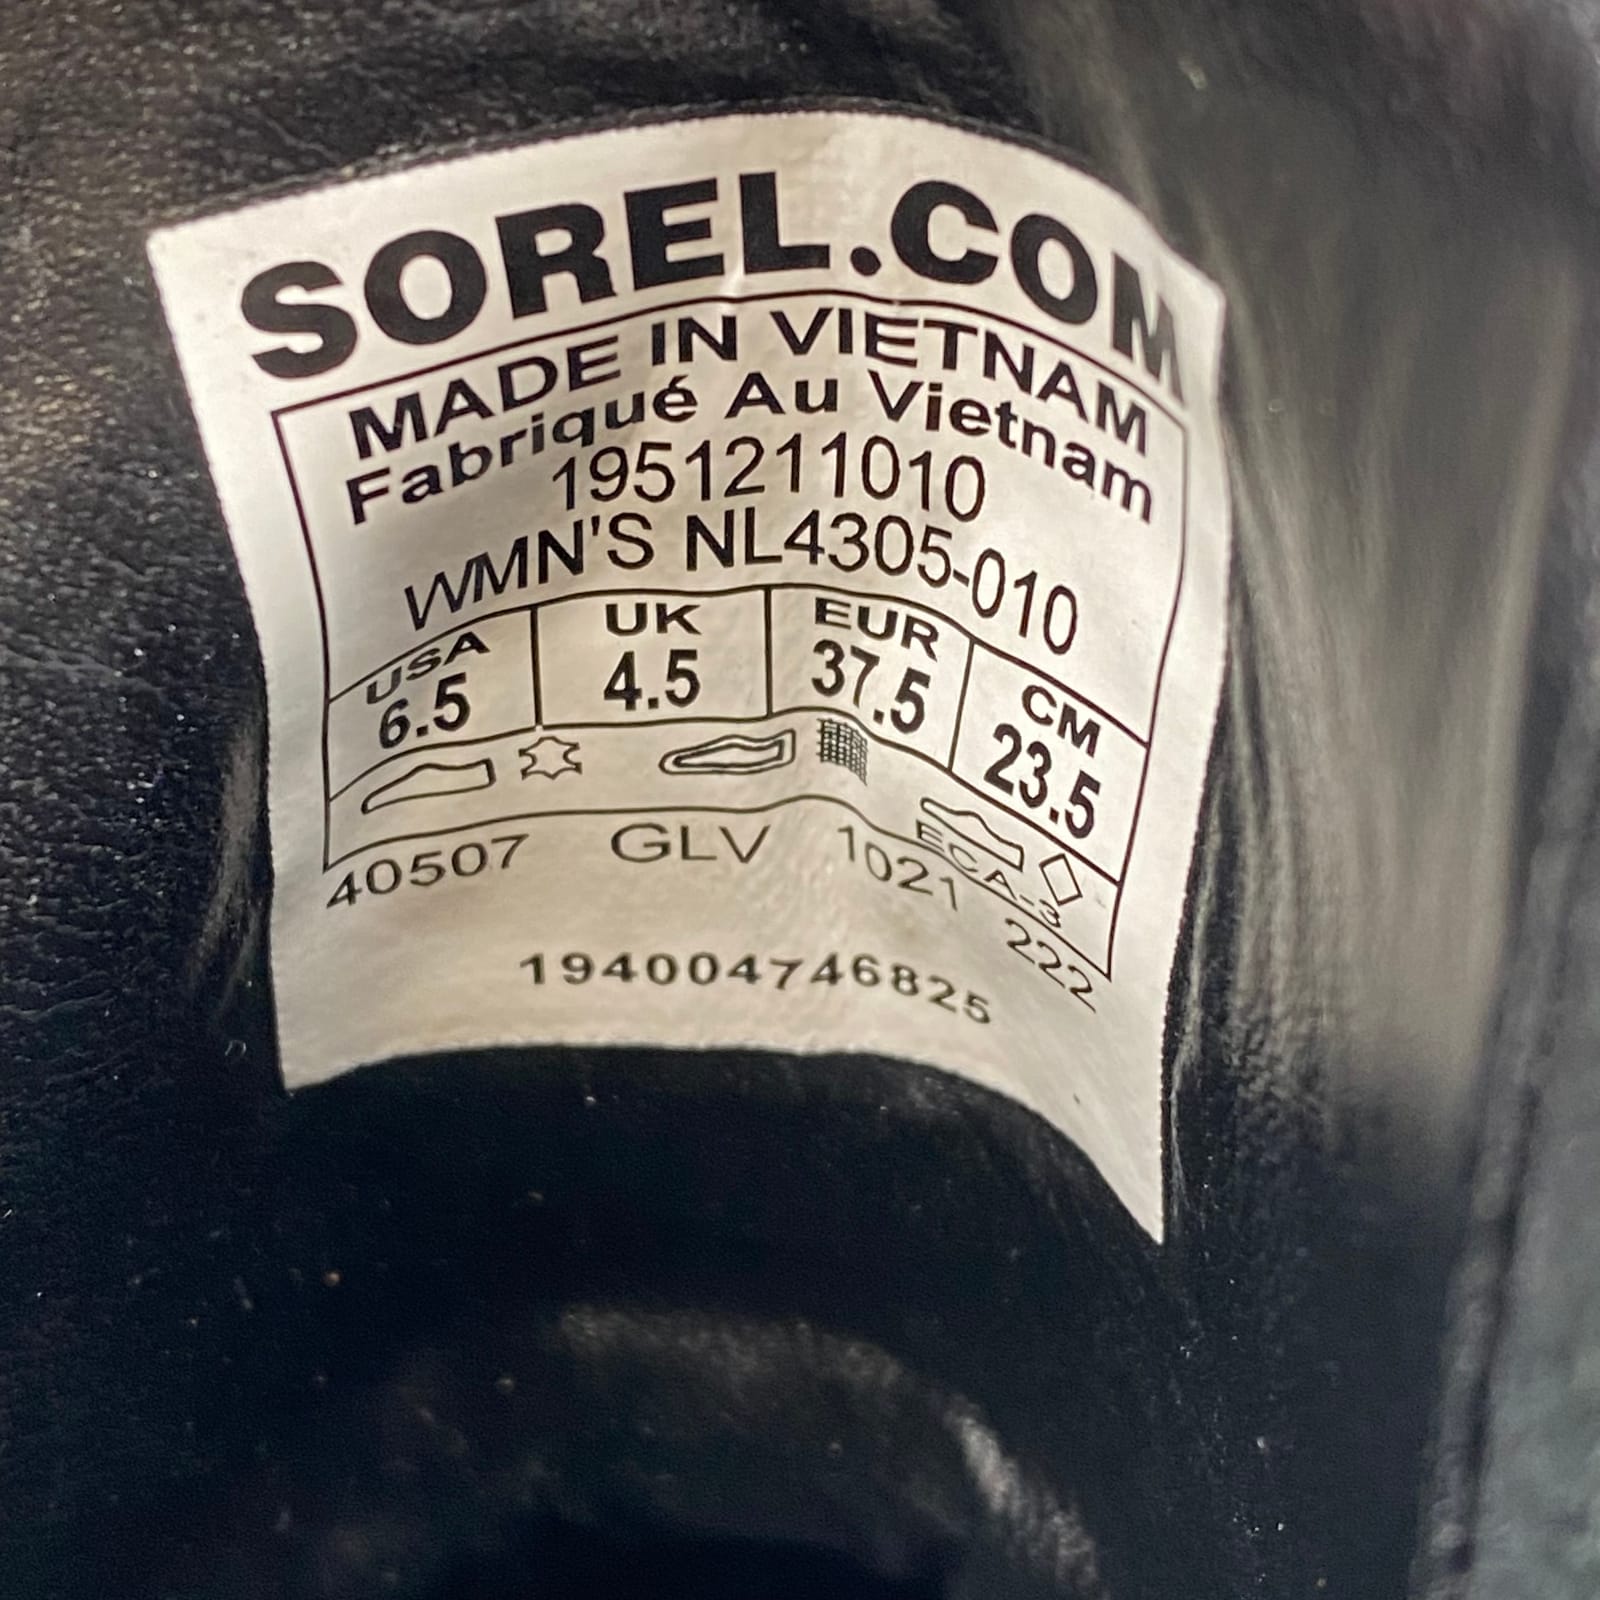 SOREL.COM
MADE IN VIETNAM
Fabriqué Au Vietnam
1951211010
WMN'S NL4305-010
USA UK EUR CM
6.5 4.5 37.5 23.5
40507 GLV 1021 ECA-3 222
194004746825